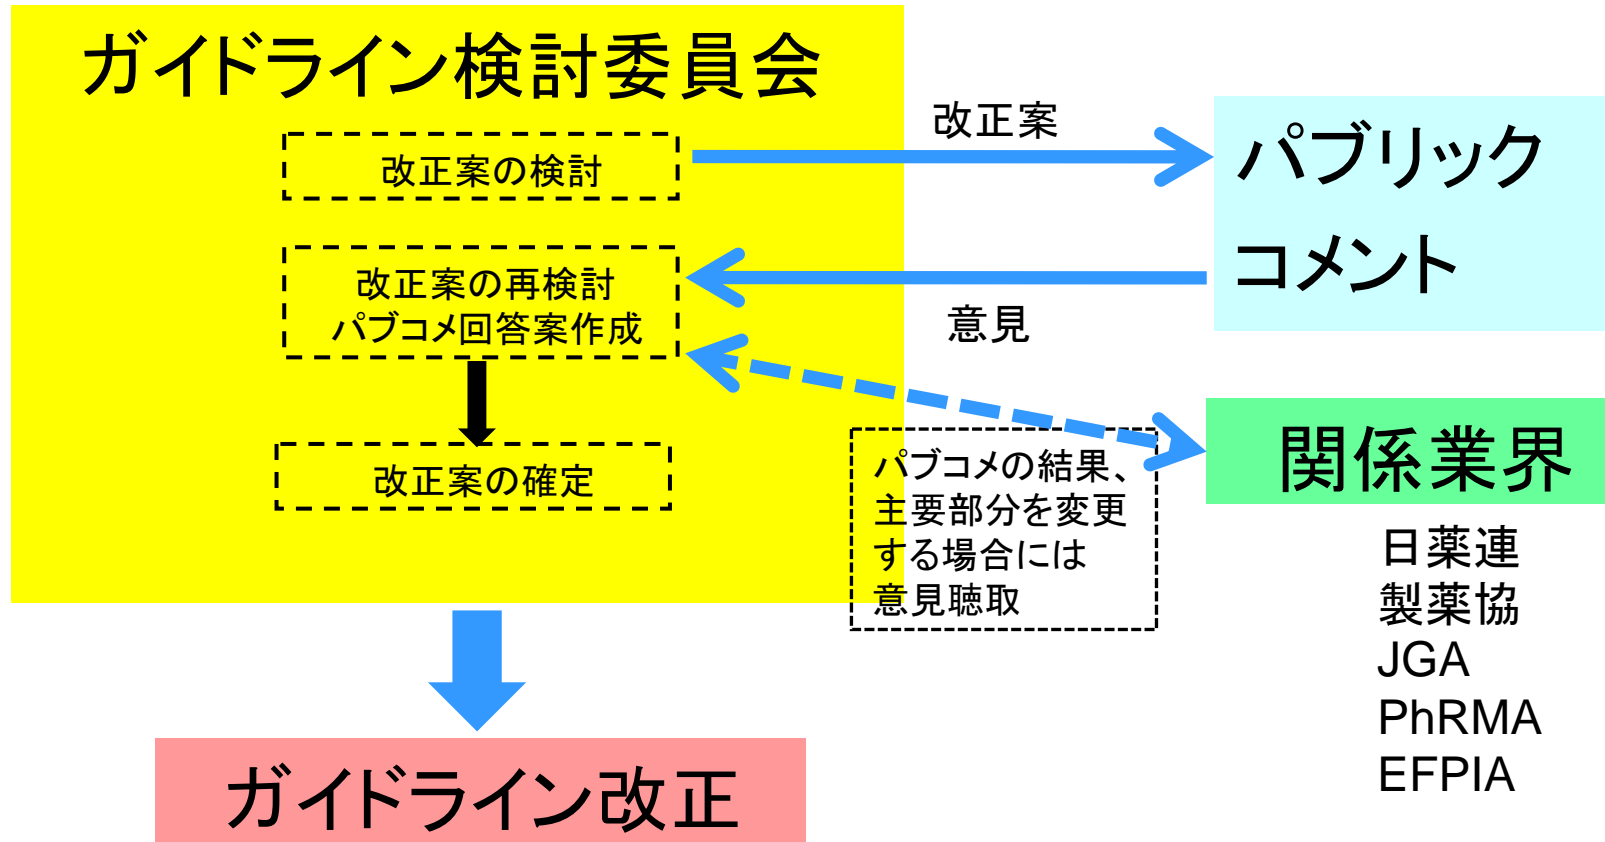 ガイドライン検討委員会
改正案の検討
改正案
パブリック
コメント
改正案の再検討
パブコメ回答案作成
意見
改正案の確定
パブコメの結果、
主要部分を変更
する場合には
意見聴取
関係業界
日薬連
製薬協
JGA
PhRMA
EFPIA
ガイドライン改正